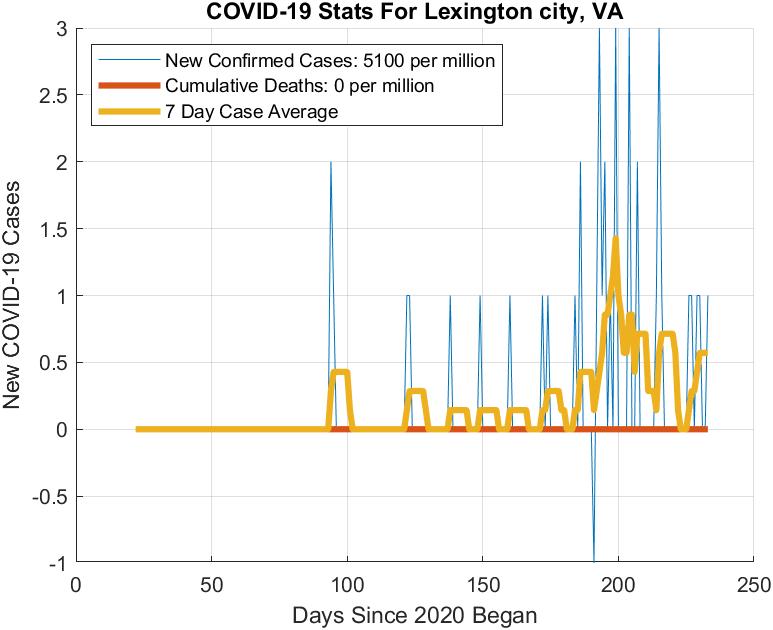 COVID-19 Stats For Lexington city, VA
New Confirmed Cases: 5100 per million
Cumulative Deaths: 0 per million
7 Day Case Average
New COVID-19 Cases
3
2.5
2
1.5
1
0.5
0
-0.5
-1
0 50 100 150 200 250
Days Since 2020 Began